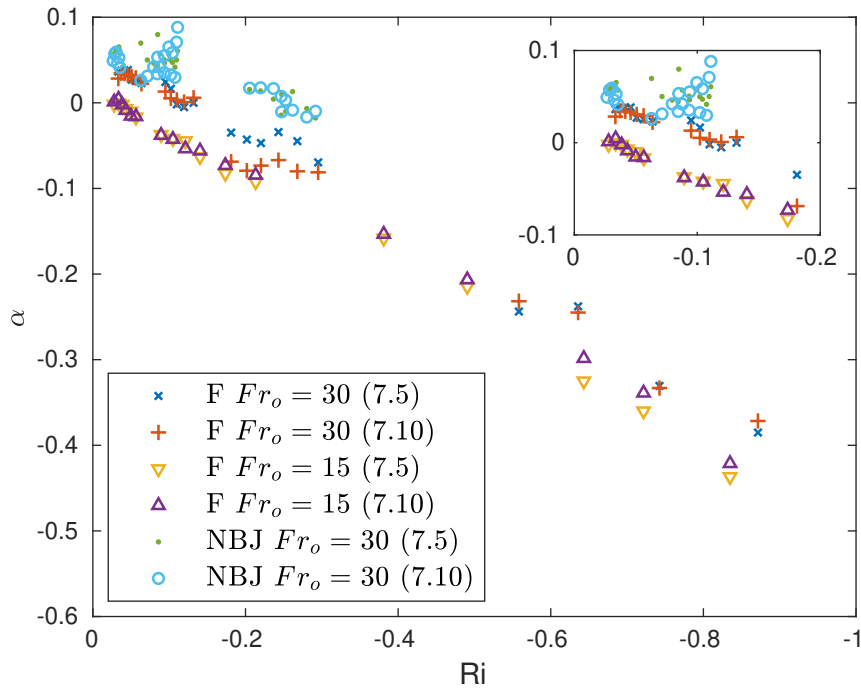 0.1
0
-0.1
-0.2
-0.3
-0.4
-0.5
-0.6
α
0.1
0
-0.1
0 -0.1 -0.2
F Fr_o = 30 (7.5)
F Fr_o = 30 (7.10)
F Fr_o = 15 (7.5)
F Fr_o = 15 (7.10)
NBJ Fr_o = 30 (7.5)
NBJ Fr_o = 30 (7.10)
0 -0.2 -0.4 -0.6 -0.8 -1
Ri